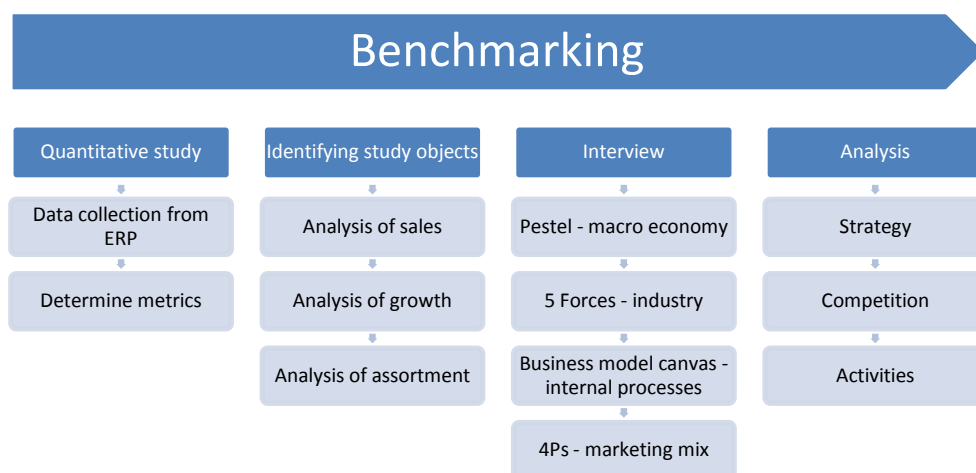 Benchmarking
Quantitative study
Data collection from
ERP
Determine metrics
Identifying study objects
Analysis of sales
Analysis of growth
Analysis of assortment
Interview
Pestel - macro economy
5 Forces - industry
Business model canvas -
internal processes
4Ps - marketing mix
Analysis
Strategy
Competition
Activities